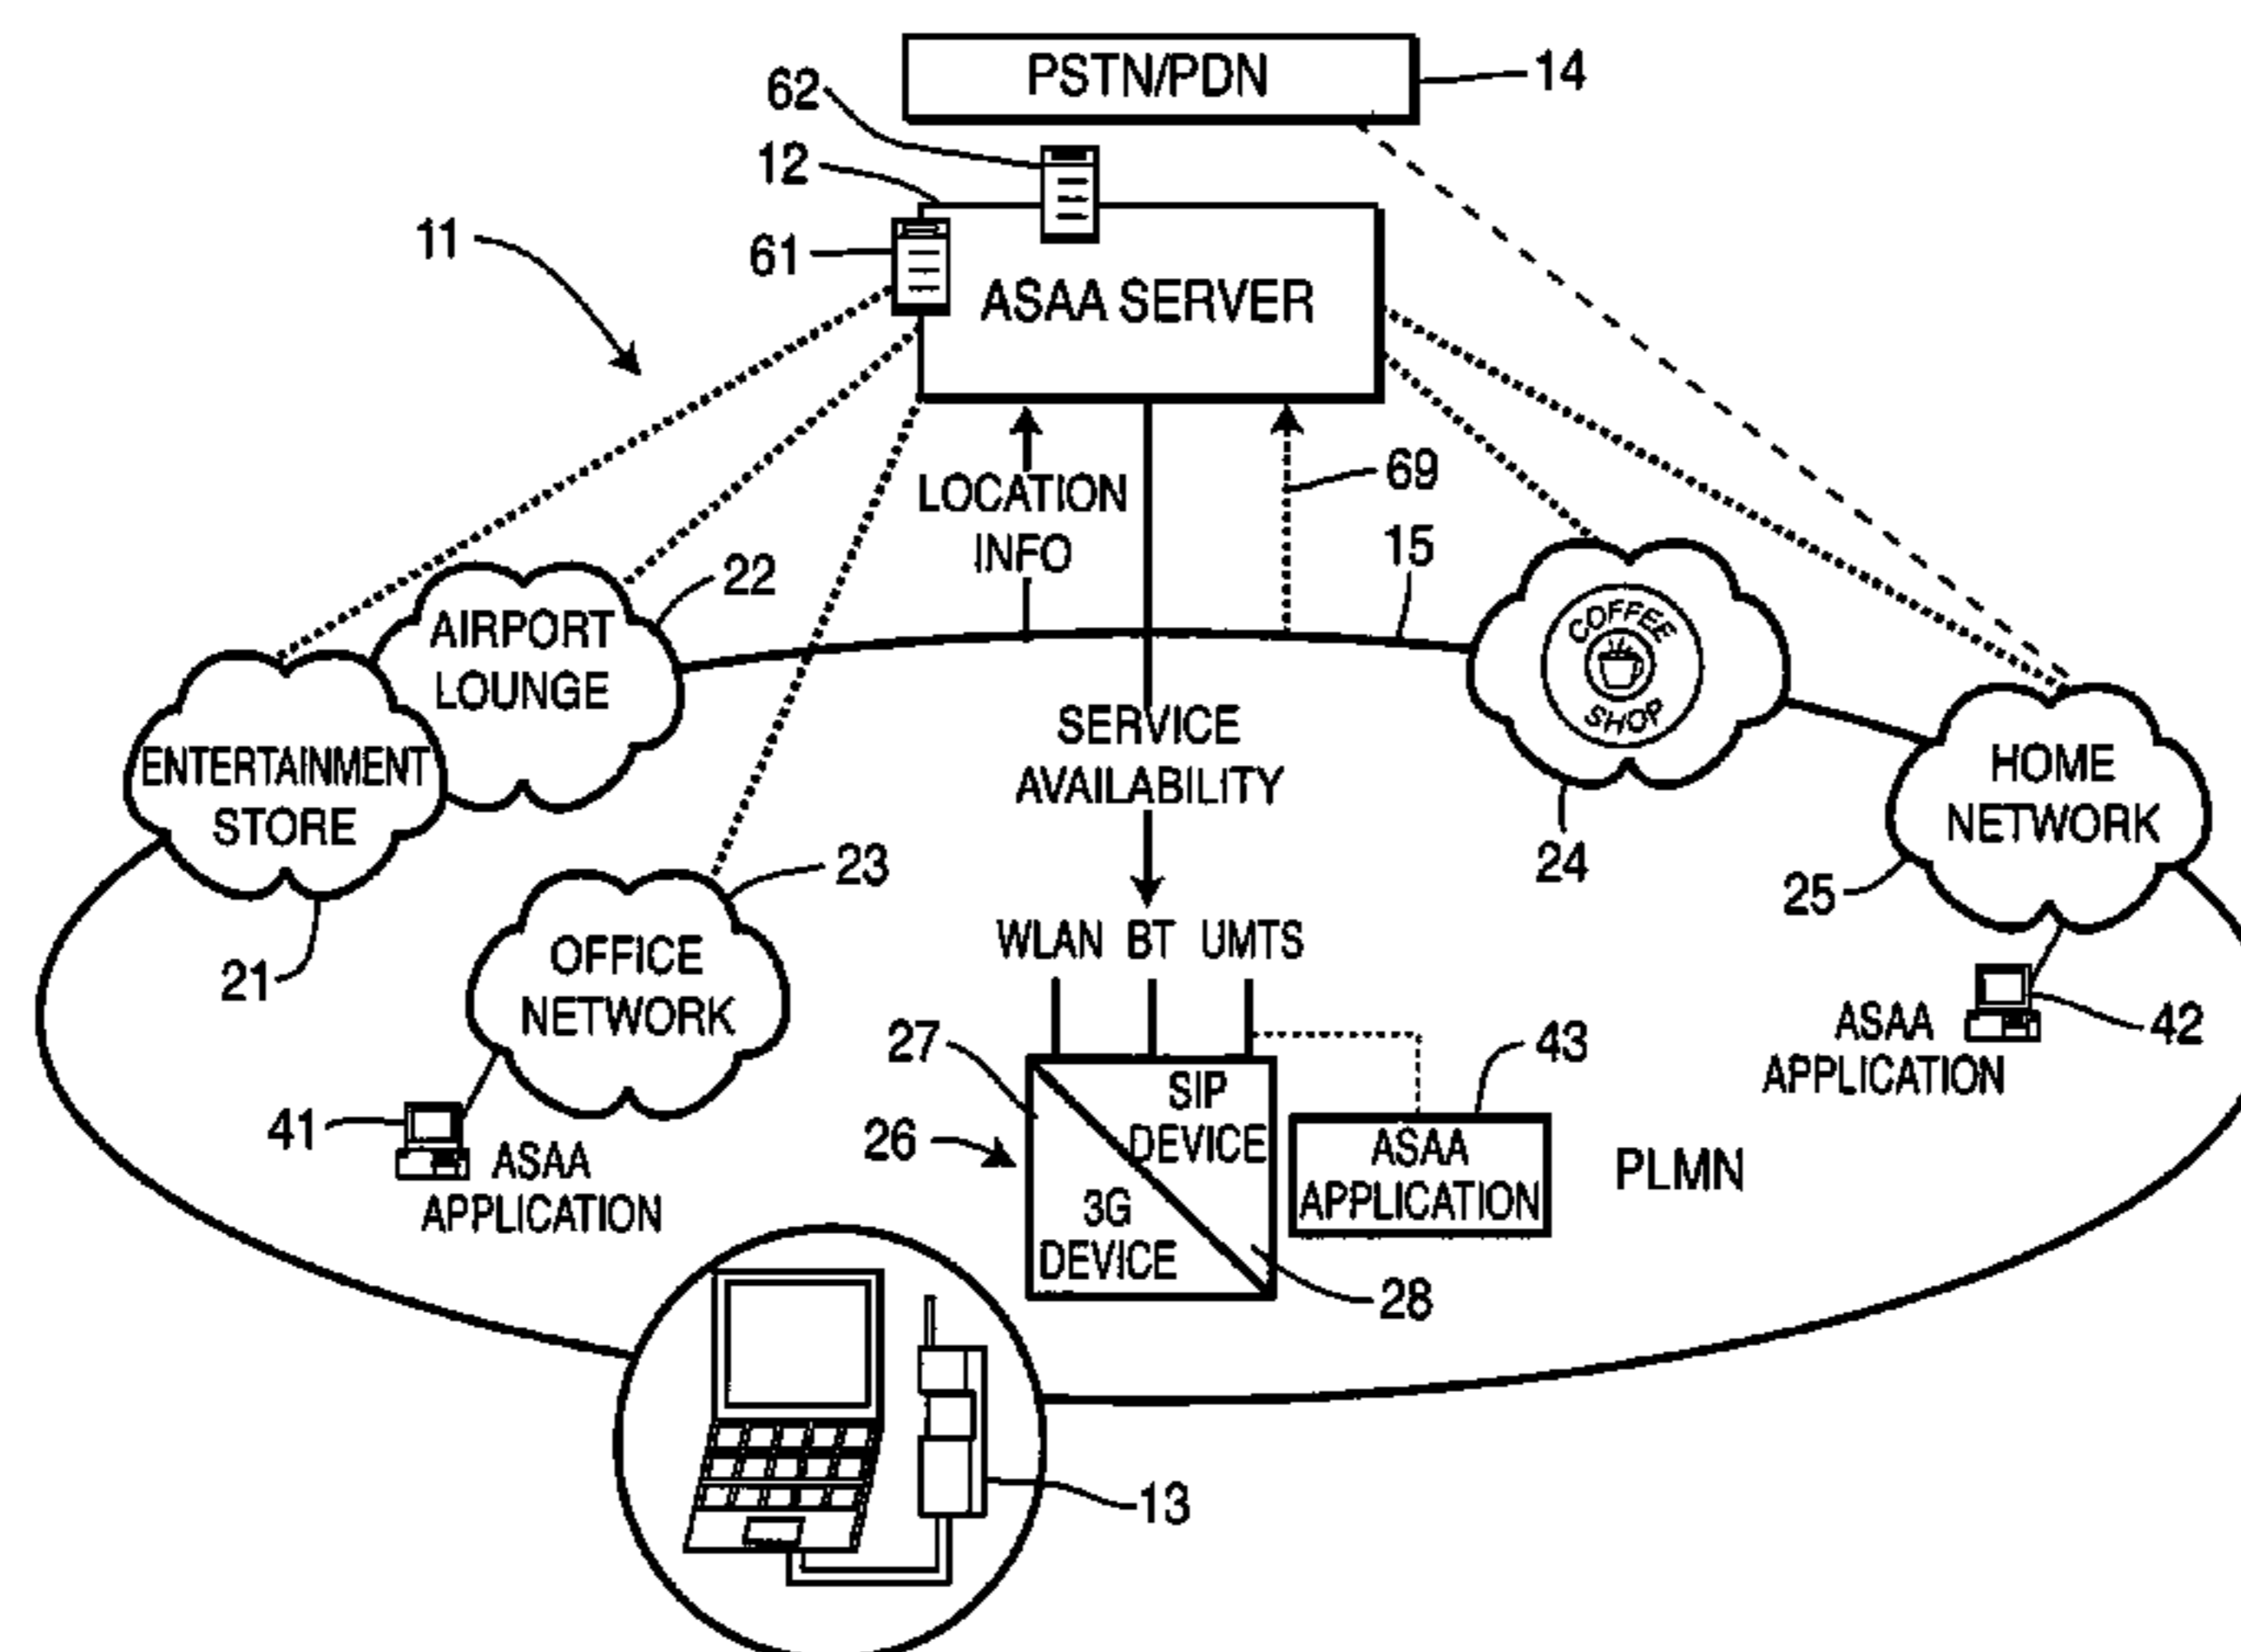 PSTN/PDN
14
62
12
11
61
ASAA SERVER
LOCATION
INFO
69
15
22
AIRPORT
LOUNGE
COFFEE
SHOP
SERVICE
AVAILABILITY
ENTERTAINMENT
STORE
HOME
NETWORK
24
23
25
21
OFFICE
NETWORK
WLAN BT UMTS
27
43
ASAA
APPLICATION
42
SIP
DEVICE
41
ASAA
APPLICATION
26
ASAA
APPLICATION
PLMN
3G
DEVICE
28
13